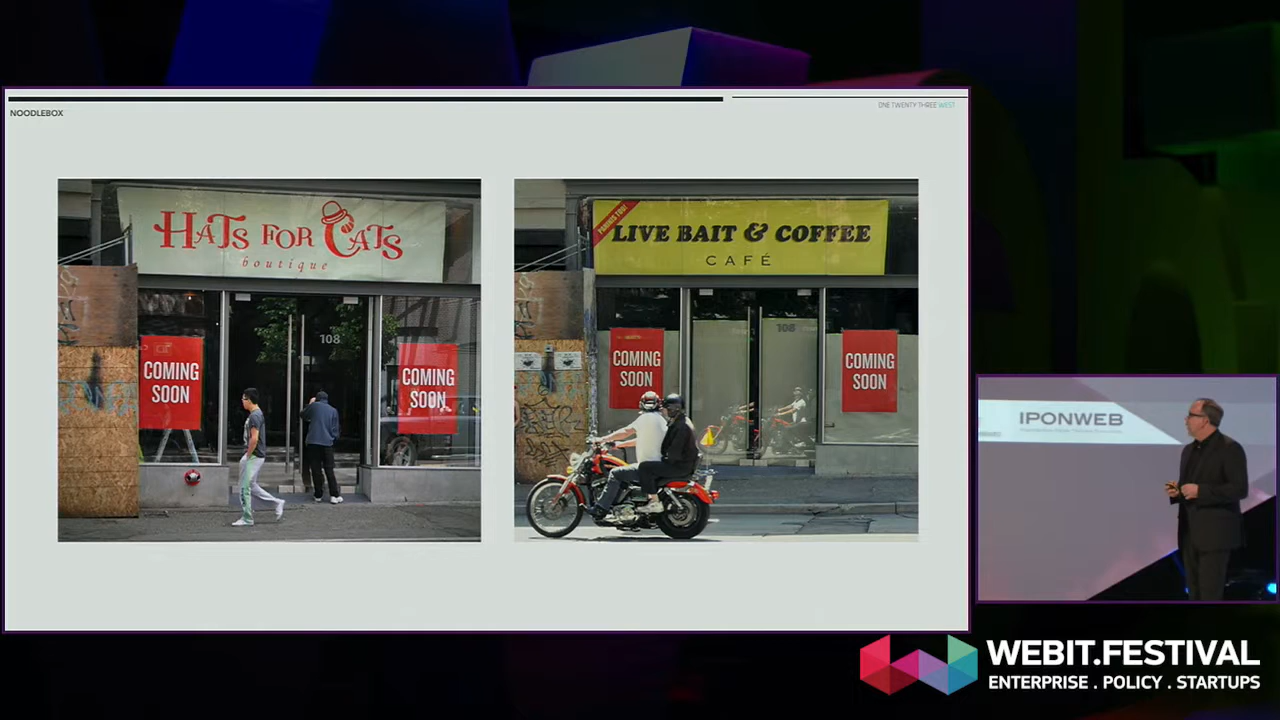 NOODLEBOX
ONE TWENTY THREE WEST
HATS FOR CATS
boutique
COMING
SOON
108
COMING
SOON
LIVE BAIT & COFFEE
CAFÉ
COMING
SOON
108
COMING
SOON
IPONWEB
WEBIT.FESTIVAL
ENTERPRISE . POLICY . STARTUPS